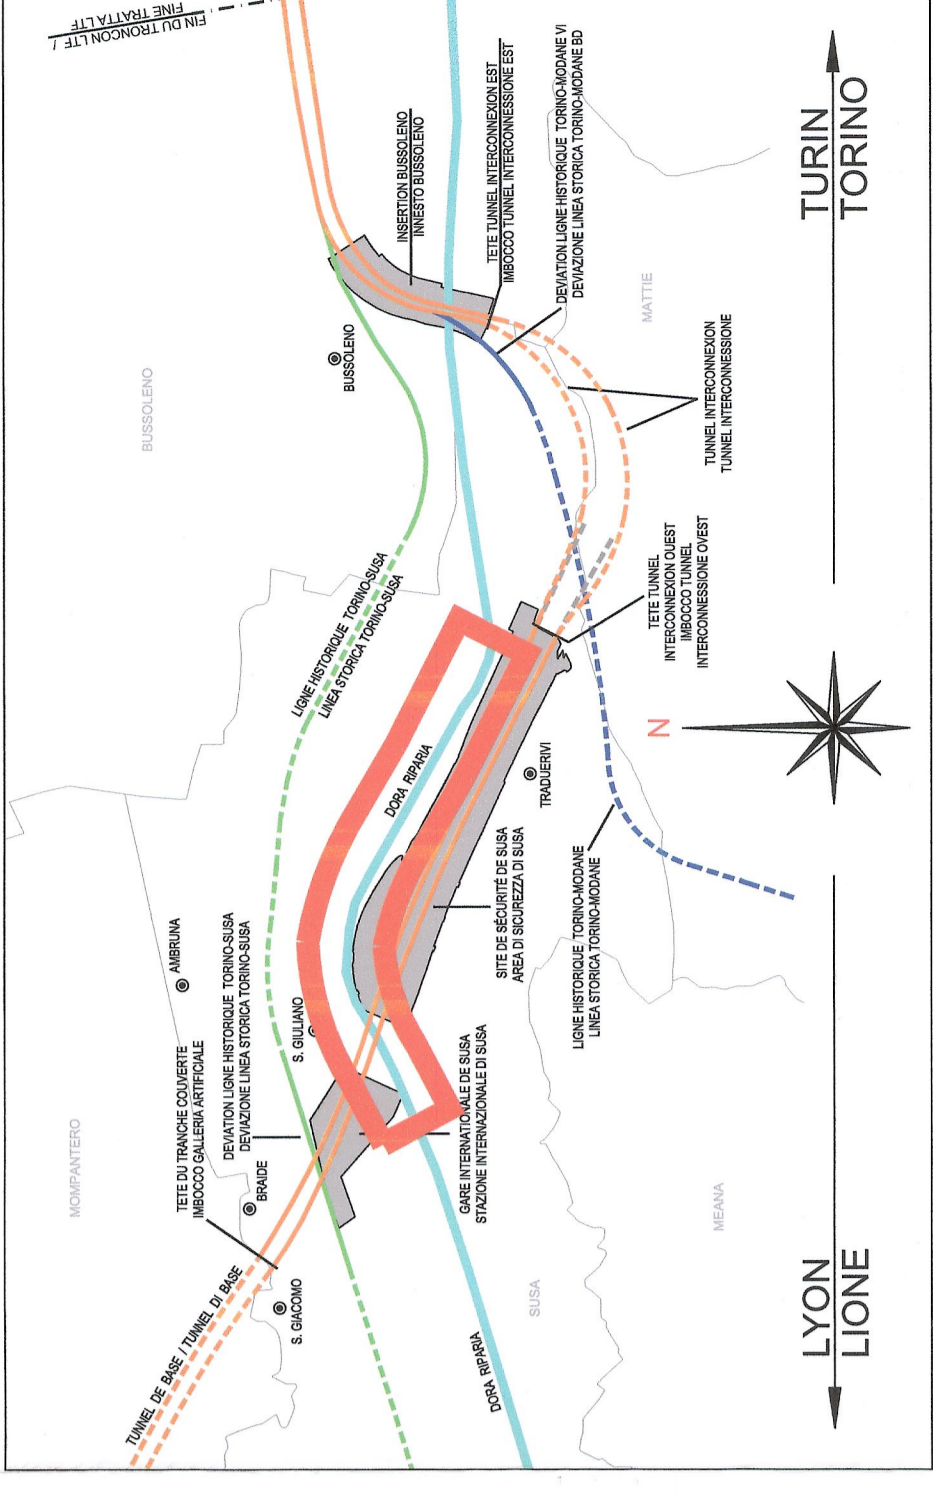 FIN DU TRONCON LTF /
FINE TRATTA LTF
INSERTION BUSSOLENO
INNESTO BUSSOLENO
TETE TUNNEL INTERCONNEXION EST
IMBOCCO TUNNEL INTERCONNESSIONE EST
DEVIATION LIGNE HISTORIQUE TORINO-MODANE VI
DEVIAZIONE LINEA STORICA TORINO-MODANE BD
TURIN
TORINO
BUSSOLENO
BUSSOLENO
MATTIE
TUNNEL INTERCONNEXION
TUNNEL INTERCONNESSIONE
LIGNE HISTORIQUE TORINO-SUSA
LINEA STORICA TORINO-SUSA
TETE TUNNEL
INTERCONNEXION OUEST
IMBOCCO TUNNEL
INTERCONNESSIONE OVEST
N
DORA RIPARIA
TRADUERIVI
SITE DE SÉCURITÉ DE SUSA
AREA DI SICUREZZA DI SUSA
LIGNE HISTORIQUE TORINO-MODANE
LINEA STORICA TORINO-MODANE
AMBRUNA
S. GIULIANO
DEVIATION LIGNE HISTORIQUE TORINO-SUSA
DEVIAZIONE LINEA STORICA TORINO-SUSA
TETE DU TRANCHE COUVERTE
IMBOCCO GALLERIA ARTIFICIALE
GARE INTERNATIONALE DE SUSA
STAZIONE INTERNAZIONALE DI SUSA
MOMPANTERO
BRAIDE
MEANA
S. GIACOMO
SUSA
TUNNEL DE BASE / TUNNEL DI BASE
DORA RIPARIA
LYON
LIONE